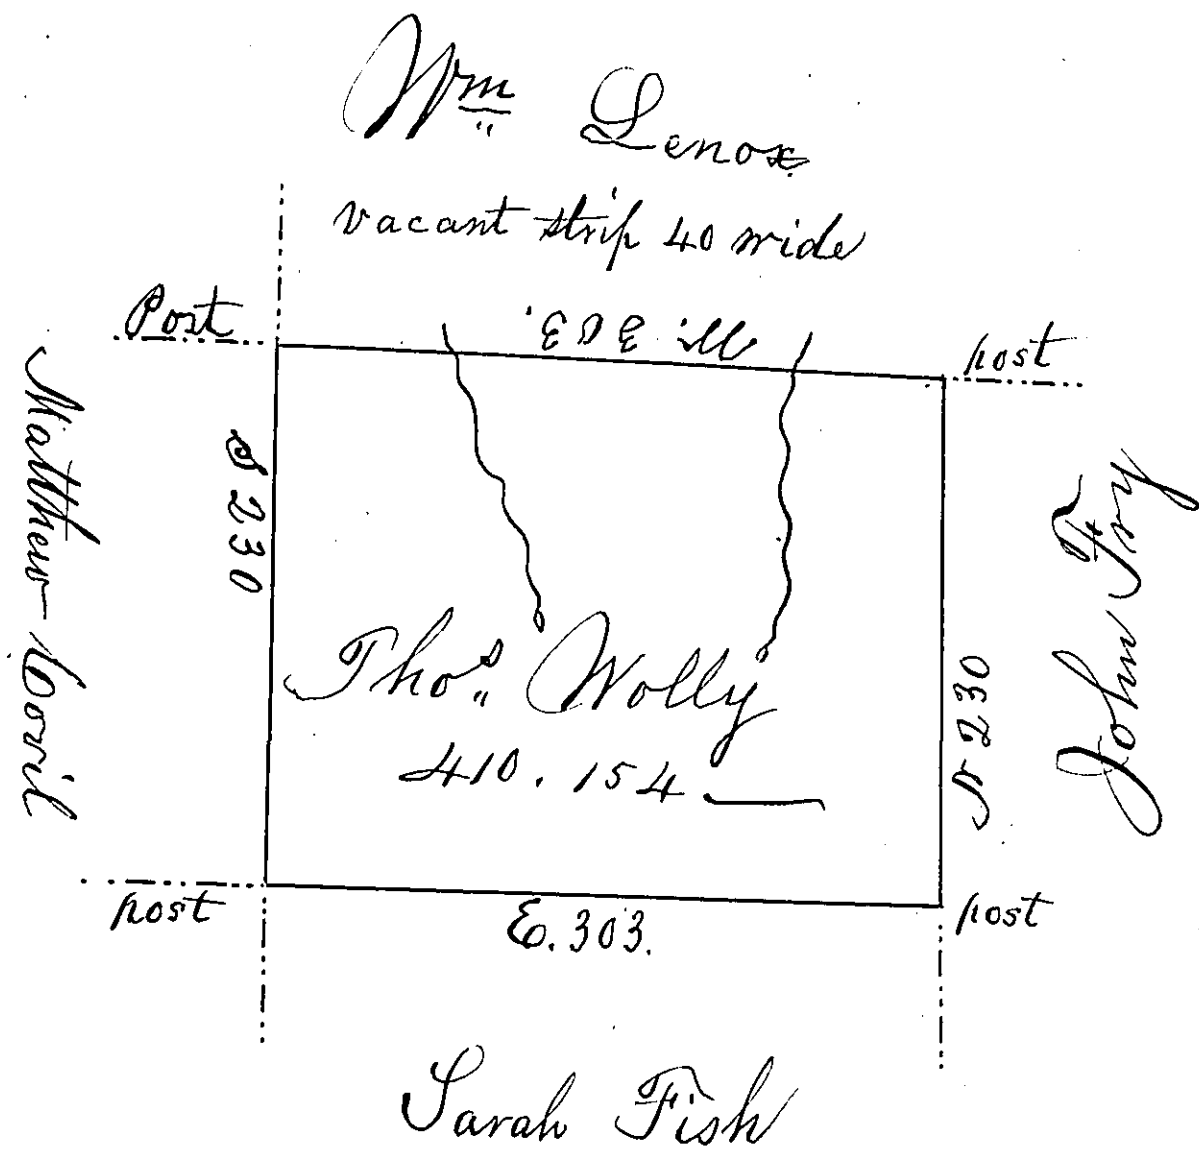 Wm Lenox
vacant strip 40 wide
Post
W. 303.
post
Matthew Covil
S 230
John Fry
N 230
Thos Wolly
410. 154
post
E. 303.
post
Sarah Fish